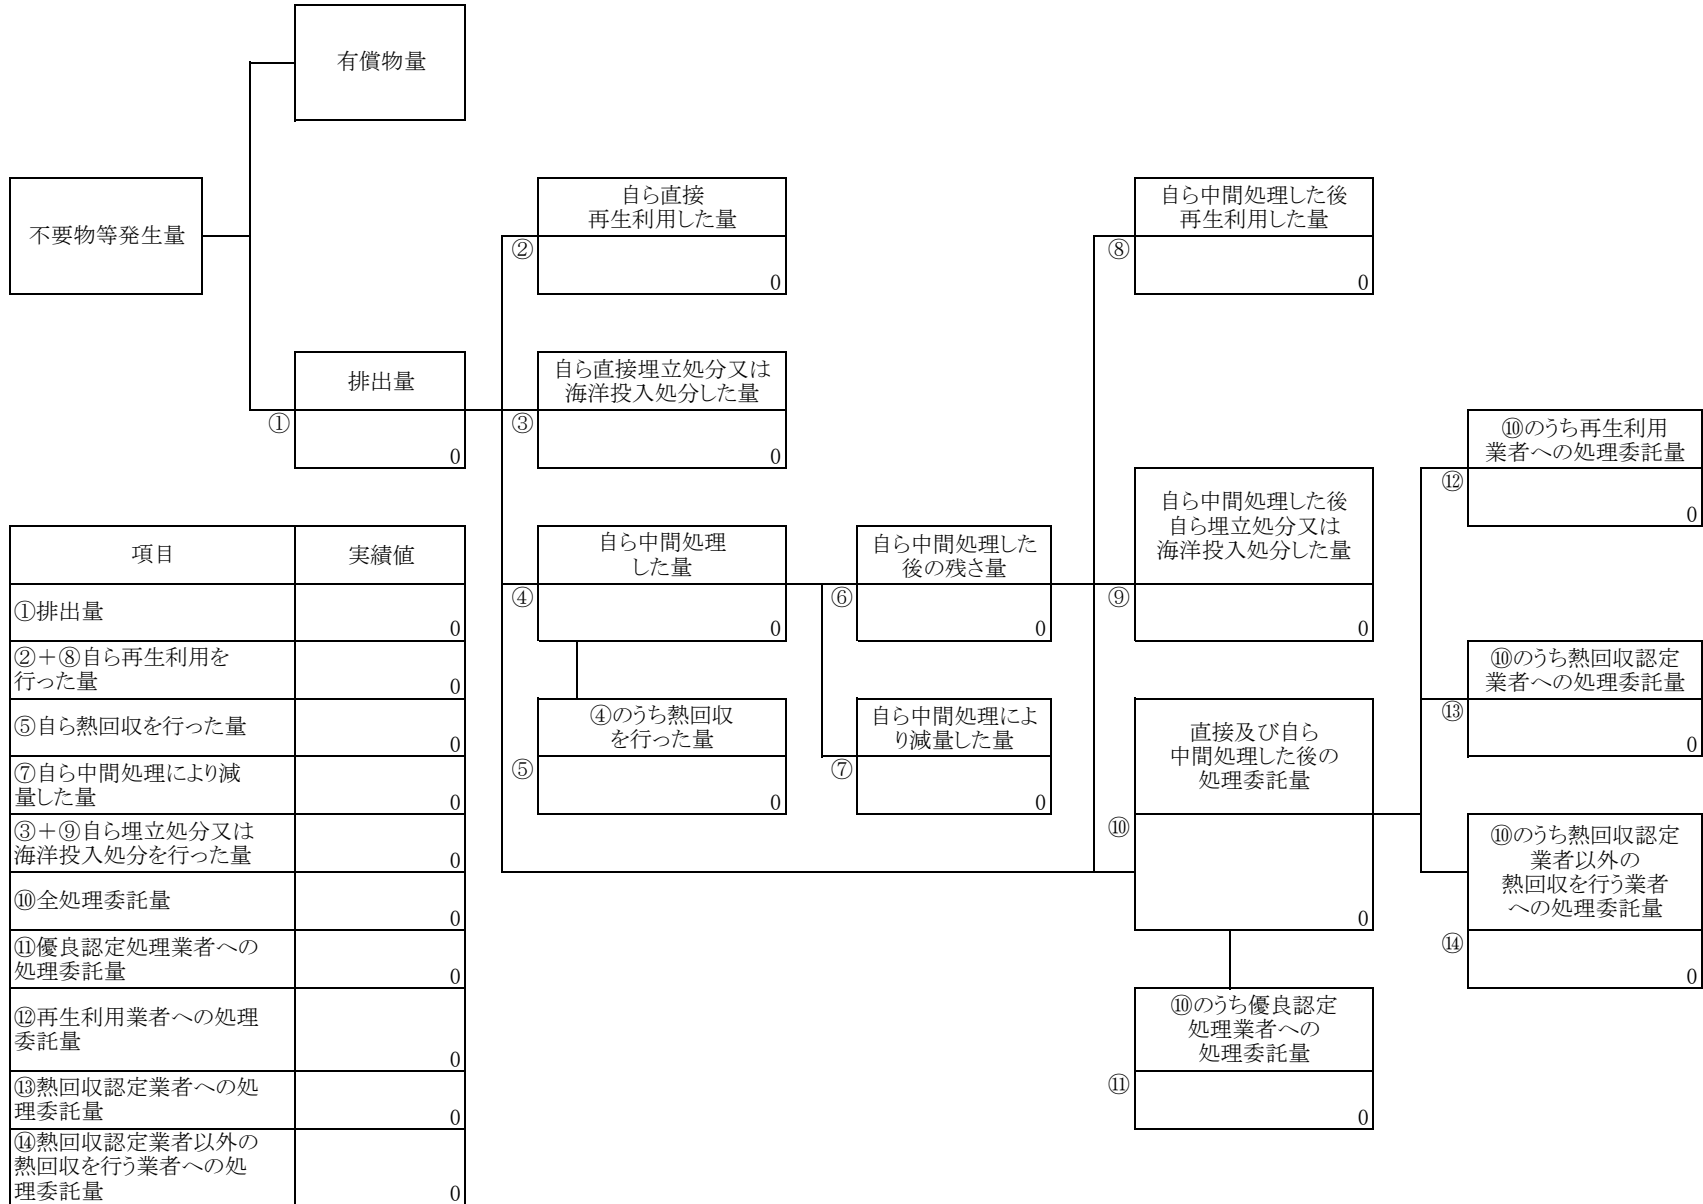 有償物量
不要物等発生量
自ら直接
再生利用した量
②
0
自ら中間処理した後
再生利用した量
⑧
0
排出量
①
0
自ら直接埋立処分又は
海洋投入処分した量
③
0
⑩のうち再生利用
業者への処理委託量
⑫
0
自ら中間処理
した量
④
0
自ら中間処理した
後の残さ量
⑥
0
自ら中間処理した後
自ら埋立処分又は
海洋投入処分した量
⑨
0
⑩のうち熱回収認定
業者への処理委託量
⑬
0
④のうち熱回収
を行った量
⑤
0
自ら中間処理によ
り減量した量
⑦
0
直接及び自ら
中間処理した後の
処理委託量
⑩
0
⑩のうち熱回収認定
業者以外の
熱回収を行う業者
への処理委託量
⑭
0
⑩のうち優良認定
処理業者への
処理委託量
⑪
0
項目 実績値
①排出量
0
②＋⑧自ら再生利用を
行った量
0
⑤自ら熱回収を行った量
0
⑦自ら中間処理により減
量した量
0
③＋⑨自ら埋立処分又は
海洋投入処分を行った量
0
⑩全処理委託量
0
⑪優良認定処理業者への
処理委託量
0
⑫再生利用業者への処理
委託量
0
⑬熱回収認定業者への処
理委託量
0
⑭熱回収認定業者以外の
熱回収を行う業者への処
理委託量
0